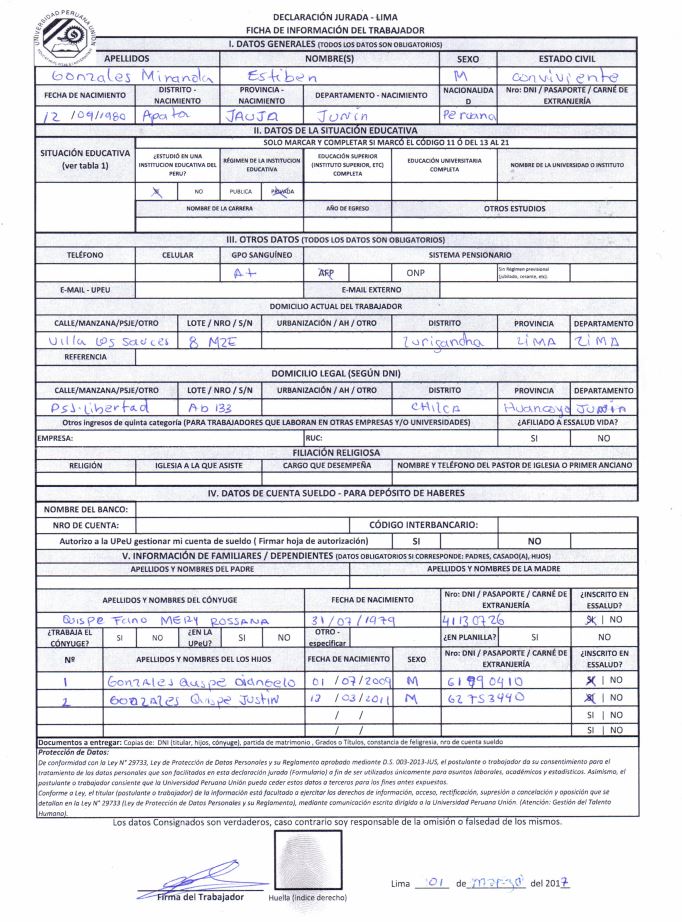 UNIVERSIDAD PERUANA UNIÓN
DECLARACIÓN JURADA - LIMA
FICHA DE INFORMACIÓN DEL TRABAJADOR
I. DATOS GENERALES (TODOS LOS DATOS SON OBLIGATORIOS)
APELLIDOS NOMBRE(S) SEXO ESTADO CIVIL
Gonzales Miranda Estiben M conviviente
FECHA DE NACIMIENTO DISTRITO - NACIMIENTO PROVINCIA - NACIMIENTO DEPARTAMENTO - NACIMIENTO NACIONALIDAD Nro: DNI / PASAPORTE / CARNÉ DE EXTRANJERÍA
12 /09/1980 Apata JAUJA Junín Peruana
II. DATOS DE LA SITUACIÓN EDUCATIVA
SOLO MARCAR Y COMPLETAR SI MARCÓ EL CÓDIGO 11 Ó DEL 13 AL 21
SITUACIÓN EDUCATIVA (ver tabla 1) ¿ESTUDIÓ EN UNA INSTITUCION EDUCATIVA DEL PERU? RÉGIMEN DE LA INSTITUCION EDUCATIVA EDUCACIÓN SUPERIOR (INSTITUTO SUPERIOR, ETC) COMPLETA EDUCACIÓN UNIVERSITARIA COMPLETA NOMBRE DE LA UNIVERSIDAD O INSTITUTO
NO PUBLICA PRIVADA
NOMBRE DE LA CARRERA AÑO DE EGRESO OTROS ESTUDIOS
III. OTROS DATOS (TODOS LOS DATOS SON OBLIGATORIOS)
TELÉFONO CELULAR GPO SANGUÍNEO SISTEMA PENSIONARIO
A+ AFP ONP Sin Régimen previsional (jubilado, cesante, etc).
E-MAIL - UPEU E-MAIL EXTERNO
DOMICILIO ACTUAL DEL TRABAJADOR
CALLE/MANZANA/PSJE/OTRO LOTE / NRO / S/N URBANIZACIÓN / AH / OTRO DISTRITO PROVINCIA DEPARTAMENTO
Villa Los Sauces 8 MZE Lurigancha LIMA LIMA
REFERENCIA
DOMICILIO LEGAL (SEGÚN DNI)
CALLE/MANZANA/PSJE/OTRO LOTE / NRO / S/N URBANIZACIÓN / AH / OTRO DISTRITO PROVINCIA DEPARTAMENTO
Psj. Libertad Ab 133 CHILCA Huancayo Junín
Otros ingresos de quinta categoría (PARA TRABAJADORES QUE LABORAN EN OTRAS EMPRESAS Y/O UNIVERSIDADES) ¿AFILIADO A ESSALUD VIDA?
EMPRESA: RUC: SI NO
FILIACIÓN RELIGIOSA
RELIGIÓN IGLESIA A LA QUE ASISTE CARGO QUE DESEMPEÑA NOMBRE Y TELÉFONO DEL PASTOR DE IGLESIA O PRIMER ANCIANO
IV. DATOS DE CUENTA SUELDO - PARA DEPÓSITO DE HABERES
NOMBRE DEL BANCO:
NRO DE CUENTA: CÓDIGO INTERBANCARIO:
Autorizo a la UPeU gestionar mi cuenta de sueldo ( Firmar hoja de autorización) SI NO
V. INFORMACIÓN DE FAMILIARES / DEPENDIENTES (DATOS OBLIGATORIOS SI CORRESPONDE: PADRES, CASADO(A), HIJOS)
APELLIDOS Y NOMBRES DEL PADRE APELLIDOS Y NOMBRES DE LA MADRE
APELLIDOS Y NOMBRES DEL CÓNYUGE FECHA DE NACIMIENTO Nro: DNI / PASAPORTE / CARNÉ DE EXTRANJERÍA ¿INSCRITO EN ESSALUD?
Quispe MERY ROSSANA 31/07/1979 41130726 SI | NO
¿TRABAJA EL CÓNYUGE? SI NO ¿EN LA UPeU? SI NO OTRO - especificar ¿EN PLANILLA? SI NO
Nº APELLIDOS Y NOMBRES DEL LOS HIJOS FECHA DE NACIMIENTO SEXO Nro: DNI / PASAPORTE / CARNÉ DE EXTRANJERÍA ¿INSCRITO EN ESSALUD?
1 Gonzales Quispe Diangelo 01 /07/2009 M 61990410 SI | NO
2 Gonzales Quispe JUSTIN 12 /03/2011 M 62753990 SI | NO
/ / SI | NO
/ / SI | NO
Documentos a entregar: Copias de: DNI (titular, hijos, cónyuge), partida de matrimonio , Grados o Títulos, constancia de feligresia, nro de cuenta sueldo
Protección de Datos:
De conformidad con la Ley N° 29733, Ley de Protección de Datos Personales y su Reglamento aprobado mediante D.S. 003-2013-JUS, el postulante o trabajador da su consentimiento para el
tratamiento de los datos personales que son facilitados en esta declaración jurada (Formulario) a fin de ser utilizados únicamente para asuntos laborales, académicos y estadísticos. Asimismo, el
postulante o trabajador consiente que la Universidad Peruana Unión pueda ceder estos datos a terceros para los fines antes expuestos.
Conforme a Ley, el titular (postulante o trabajador) de la información está facultado a ejercitar los derechos de información, acceso, rectificación, supresión o cancelación y oposición que se
detallan en la Ley N° 29733 (Ley de Protección de Datos Personales y su Reglamento), mediante comunicación escrita dirigida a la Universidad Peruana Unión. (Atención: Gestión del Talento
Humano).
Los datos Consignados son verdaderos, caso contrario soy responsable de la omisión o falsedad de los mismos.
Firma del Trabajador Huella (índice derecho) Lima 01 de marzo del 2017